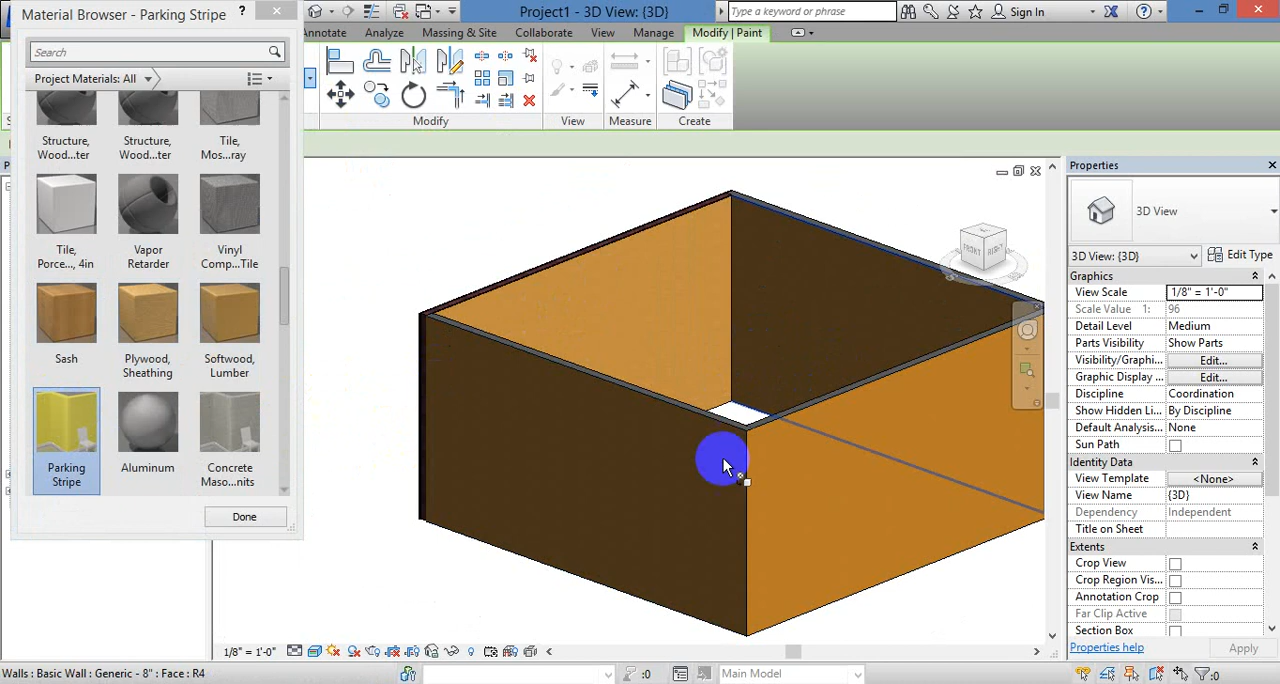 Material Browser - Parking Stripe
?
Project1 - 3D View: {3D}
Type a keyword or phrase
Sign In
Search
Project Materials: All
Annotate Analyze Massing & Site Collaborate View Manage Modify | Paint
Modify View Measure Create
Structure, Wood...ter
Structure, Wood...ter
Tile, Mos...ray
Tile, Porce..., 4in
Vapor Retarder
Vinyl Comp...Tile
Sash
Plywood, Sheathing
Softwood, Lumber
Parking Stripe
Aluminum
Concrete Maso...nits
Done
FRONT RIGHT
Properties
3D View
3D View: {3D} Edit Type
Graphics
View Scale 1/8" = 1'-0"
Scale Value 1: 96
Detail Level Medium
Parts Visibility Show Parts
Visibility/Graphi... Edit...
Graphic Display ... Edit...
Discipline Coordination
Show Hidden Li... By Discipline
Default Analysis... None
Sun Path
Identity Data
View Template <None>
View Name {3D}
Dependency Independent
Title on Sheet
Extents
Crop View
Crop Region Vis...
Annotation Crop
Far Clip Active
Section Box
Properties help Apply
1/8" = 1'-0"
Walls : Basic Wall : Generic - 8" : Face : R4
:0
Main Model
:0